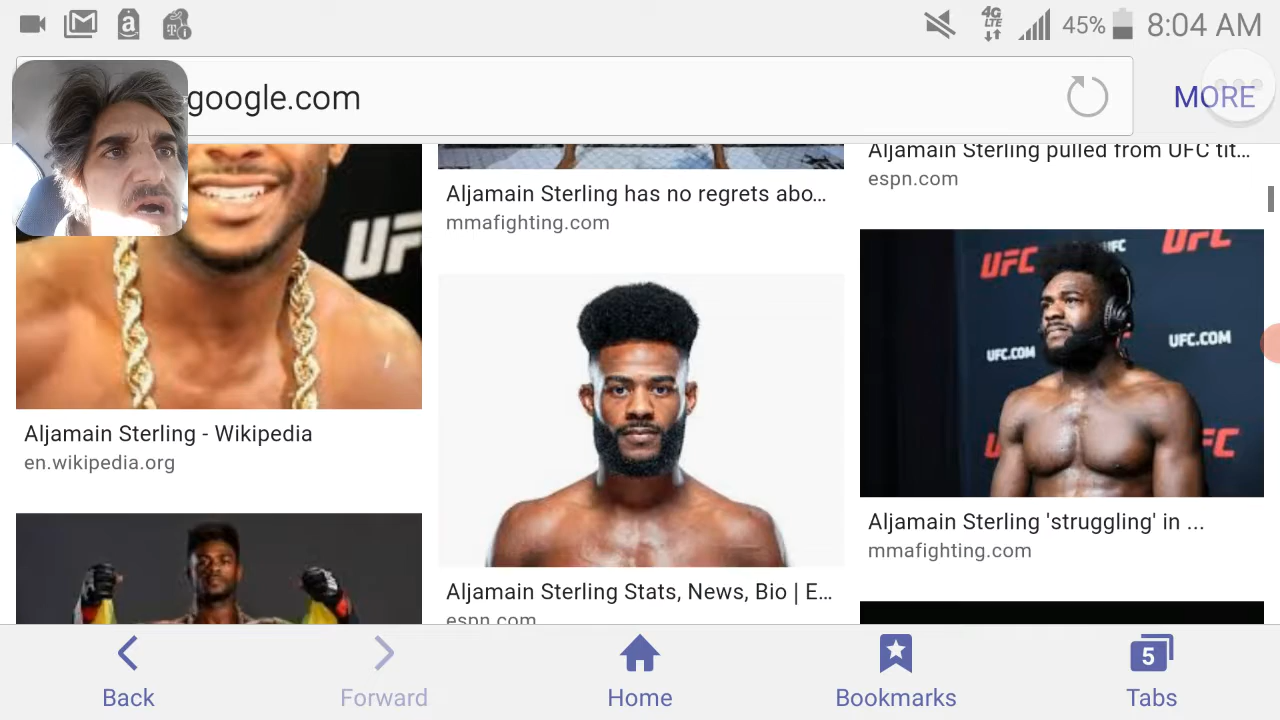 45% 8:04 AM
google.com
MORE
Aljamain Sterling pulled from UFC tit...
espn.com
Aljamain Sterling has no regrets abo...
mmafighting.com
UF
UFC
UFC
UFC
UFC.COM
UFC.COM
FC
Aljamain Sterling - Wikipedia
en.wikipedia.org
Aljamain Sterling 'struggling' in ...
mmafighting.com
Aljamain Sterling Stats, News, Bio | E...
espn.com
Back
Forward
Home
Bookmarks
5
Tabs